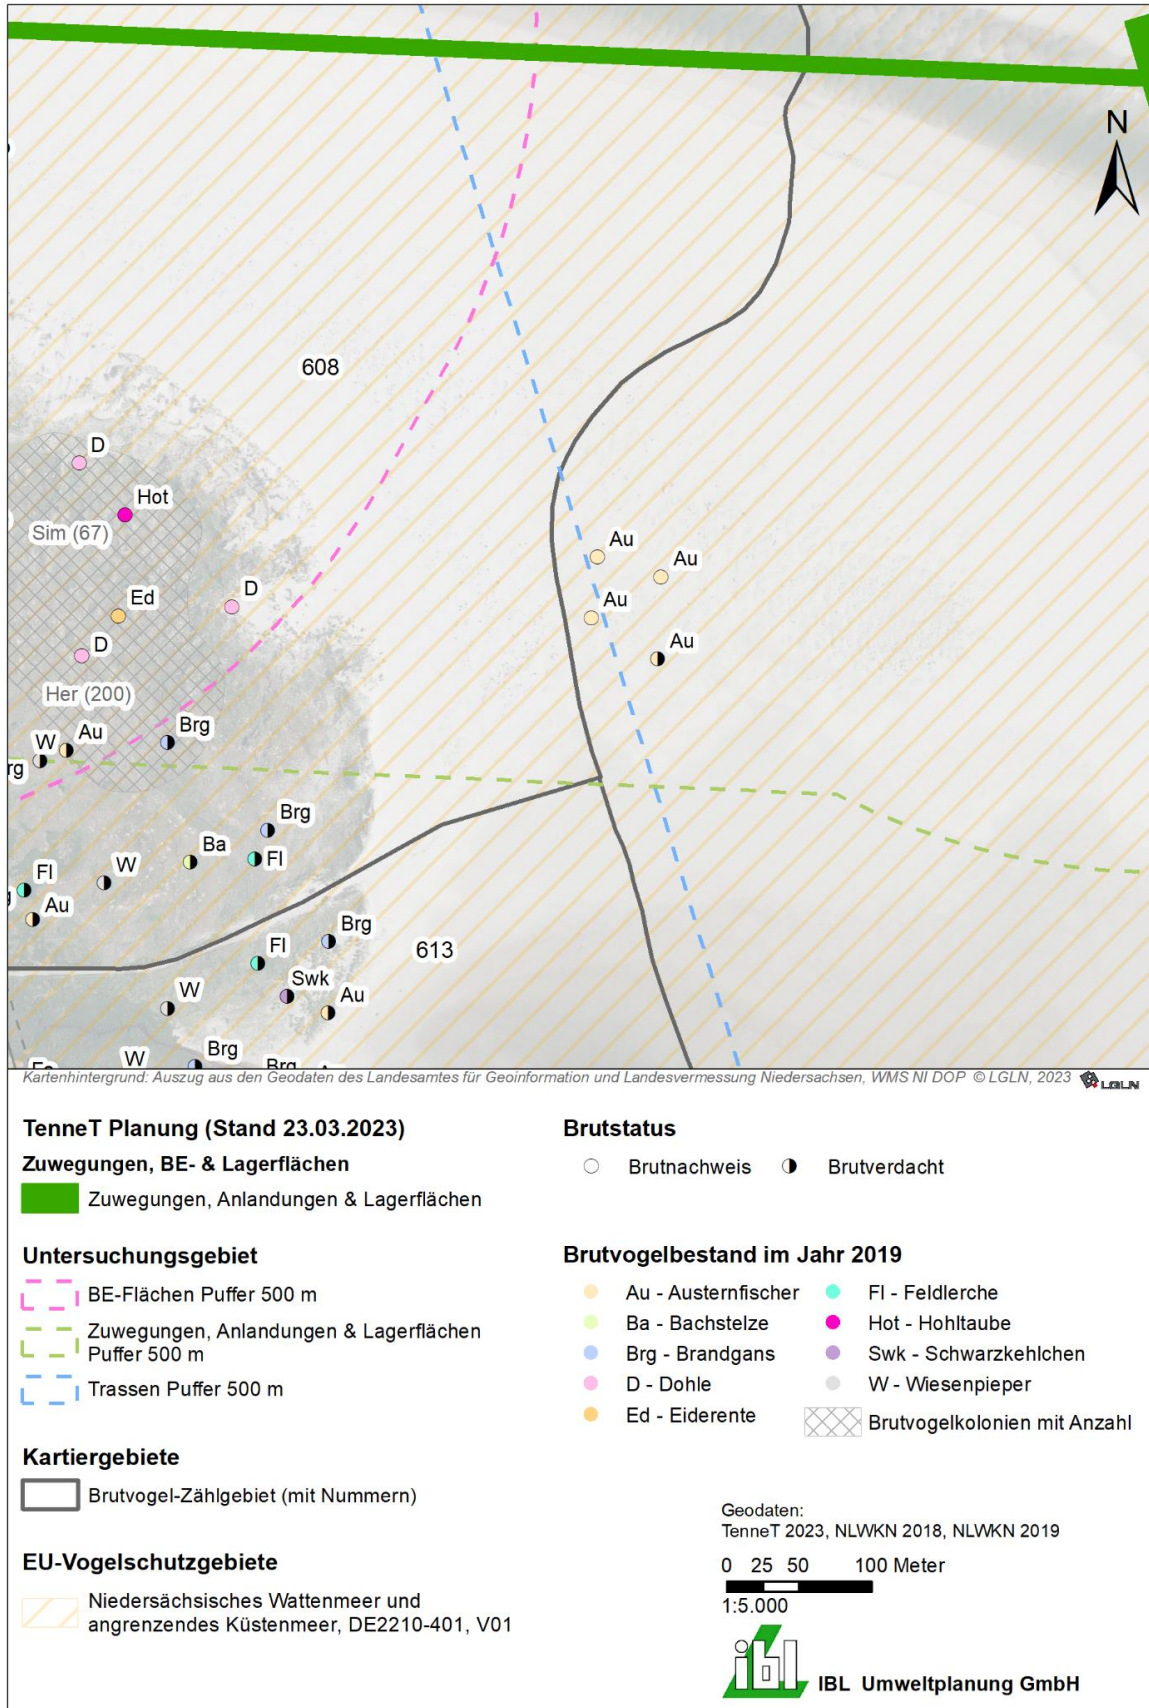 N
608
D
Hot
Sim (67)
Au
Au
Ed
D
Au
D
Au
Her (200)
Brg
W
Au
rg
Brg
Ba
Fl
W
Fl
Au
Brg
613
Fl
Swk
Au
W
Brg
W
Brg
Kartenhintergrund: Auszug aus den Geodaten des Landesamtes für Geoinformation und Landesvermessung Niedersachsen, WMS NI DOP © LGLN, 2023 LGLN
TenneT Planung (Stand 23.03.2023)
Zuwegungen, BE- & Lagerflächen
Zuwegungen, Anlandungen & Lagerflächen
Untersuchungsgebiet
BE-Flächen Puffer 500 m
Zuwegungen, Anlandungen & Lagerflächen
Puffer 500 m
Trassen Puffer 500 m
Kartiergebiete
Brutvogel-Zählgebiet (mit Nummern)
EU-Vogelschutzgebiete
Niedersächsisches Wattenmeer und
angrenzendes Küstenmeer, DE2210-401, V01
Brutstatus
Brutnachweis
Brutverdacht
Brutvogelbestand im Jahr 2019
Au - Austernfischer
Ba - Bachstelze
Brg - Brandgans
D - Dohle
Ed - Eiderente
Fl - Feldlerche
Hot - Hohltaube
Swk - Schwarzkehlchen
W - Wiesenpieper
Brutvogelkolonien mit Anzahl
Geodaten:
TenneT 2023, NLWKN 2018, NLWKN 2019
0 25 50 100 Meter
1:5.000
ibl IBL Umweltplanung GmbH